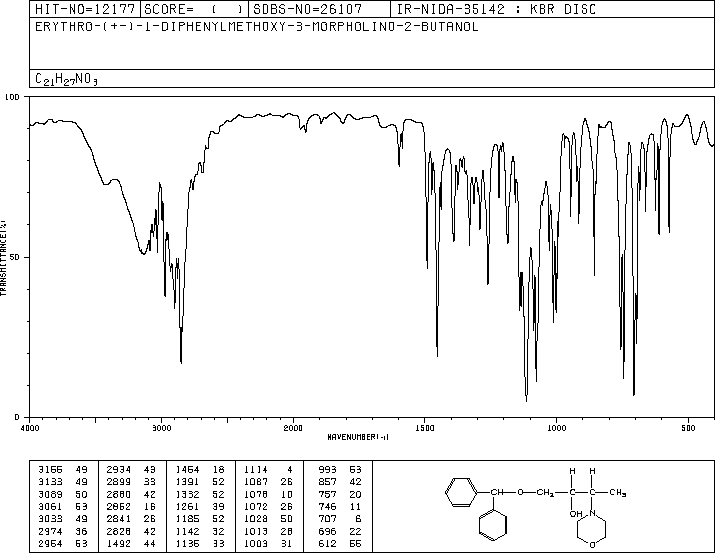 HIT-NO=12177 SCORE= ( ) SDBS-NO=26107 IR-NIDA-35142 : KBR DISC
ERYTHRO-(+-)-1-DIPHENYLMETHOXY-3-MORPHOLINO-2-BUTANOL
C21H27NO3
100
50
0
TRANSMITTANCE(%)
4000 3000 2000 1500 1000 500
WAVENUMBER(-1)
3166 49 2934 43 1454 18 1114 4 993 53
3133 49 2899 33 1391 52 1087 26 857 42
3089 50 2880 42 1332 52 1078 10 757 20
3061 53 2852 16 1261 39 1072 26 746 11
3033 49 2841 26 1185 52 1028 50 707 6
2974 36 2828 42 1142 32 1013 28 696 22
2954 53 1492 44 1136 33 1003 31 612 55
H H
CH O CH2 C C CH3
OH N
O